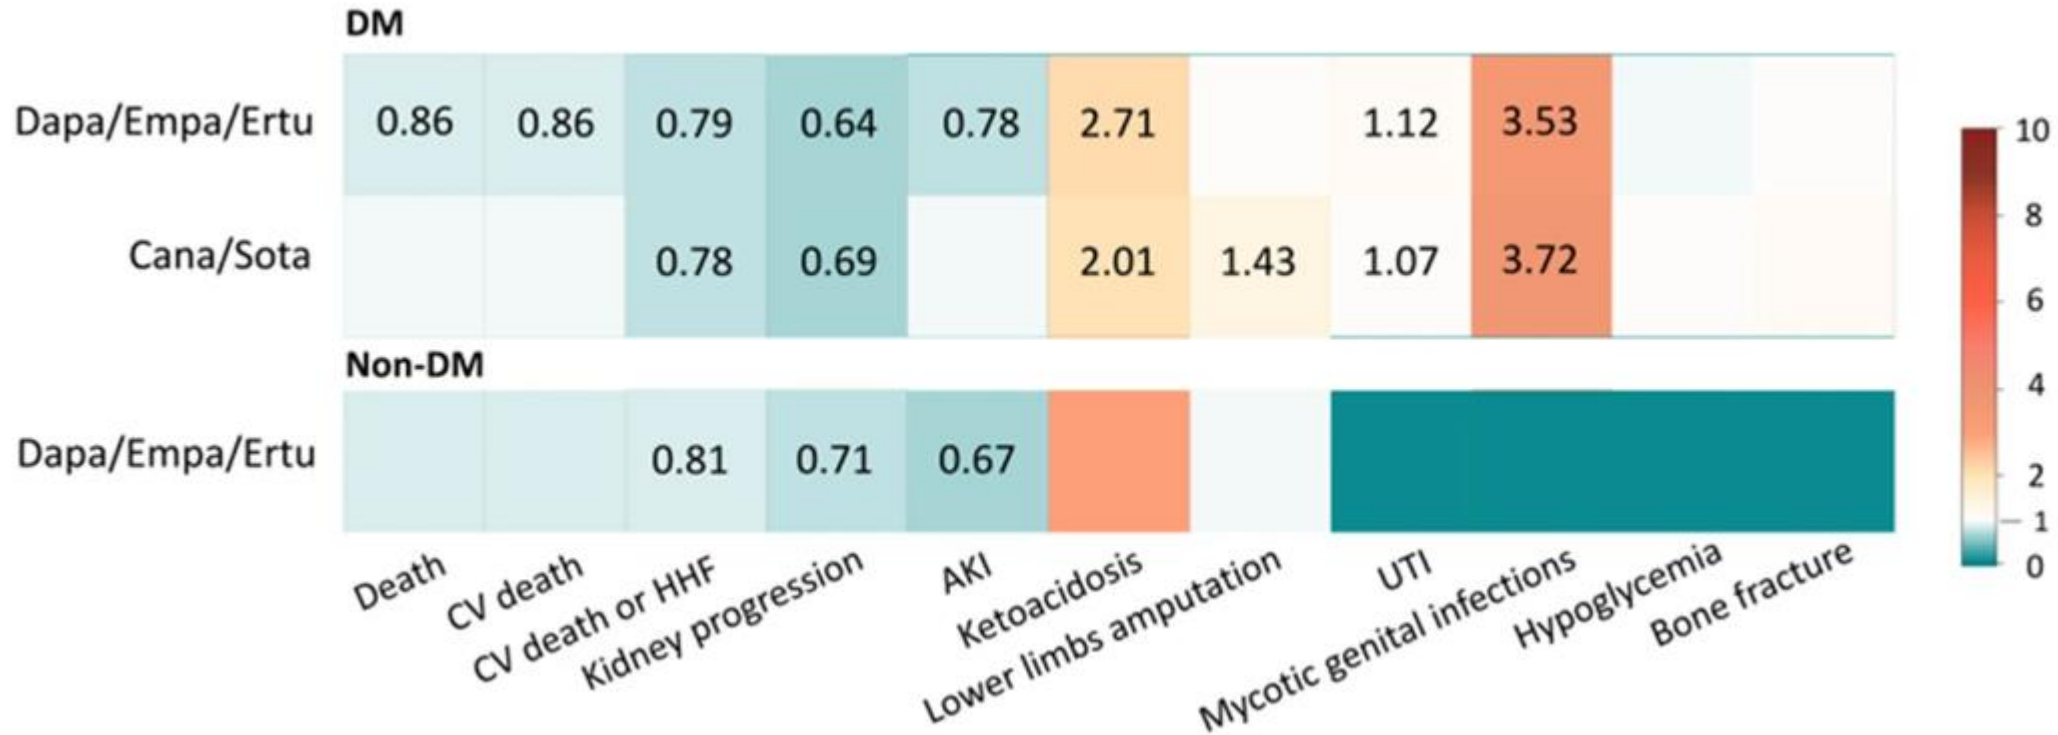 DM
Dapa/Empa/Ertu 0.86 0.86 0.79 0.64 0.78 2.71 1.12 3.53
Cana/Sota 0.78 0.69 2.01 1.43 1.07 3.72
Non-DM
Dapa/Empa/Ertu 0.81 0.71 0.67
Death
CV death
CV death or HHF
Kidney progression
AKI
Ketoacidosis
Lower limbs amputation
UTI
Mycotic genital infections
Hypoglycemia
Bone fracture
10
8
6
4
2
1
0